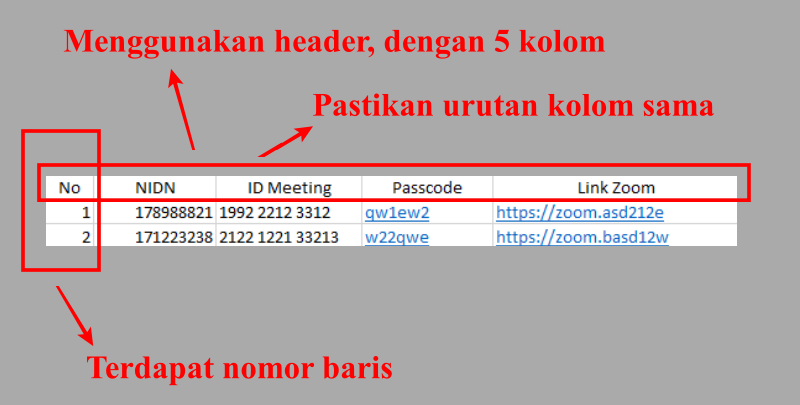 Menggunakan header, dengan 5 kolom
Pastikan urutan kolom sama
No NIDN ID Meeting Passcode Link Zoom
1 178988821 1992 2212 3312 qw1ew2 https://zoom.asd212e
2 171223238 2122 1221 33213 w22qwe https://zoom.basd12w
Terdapat nomor baris